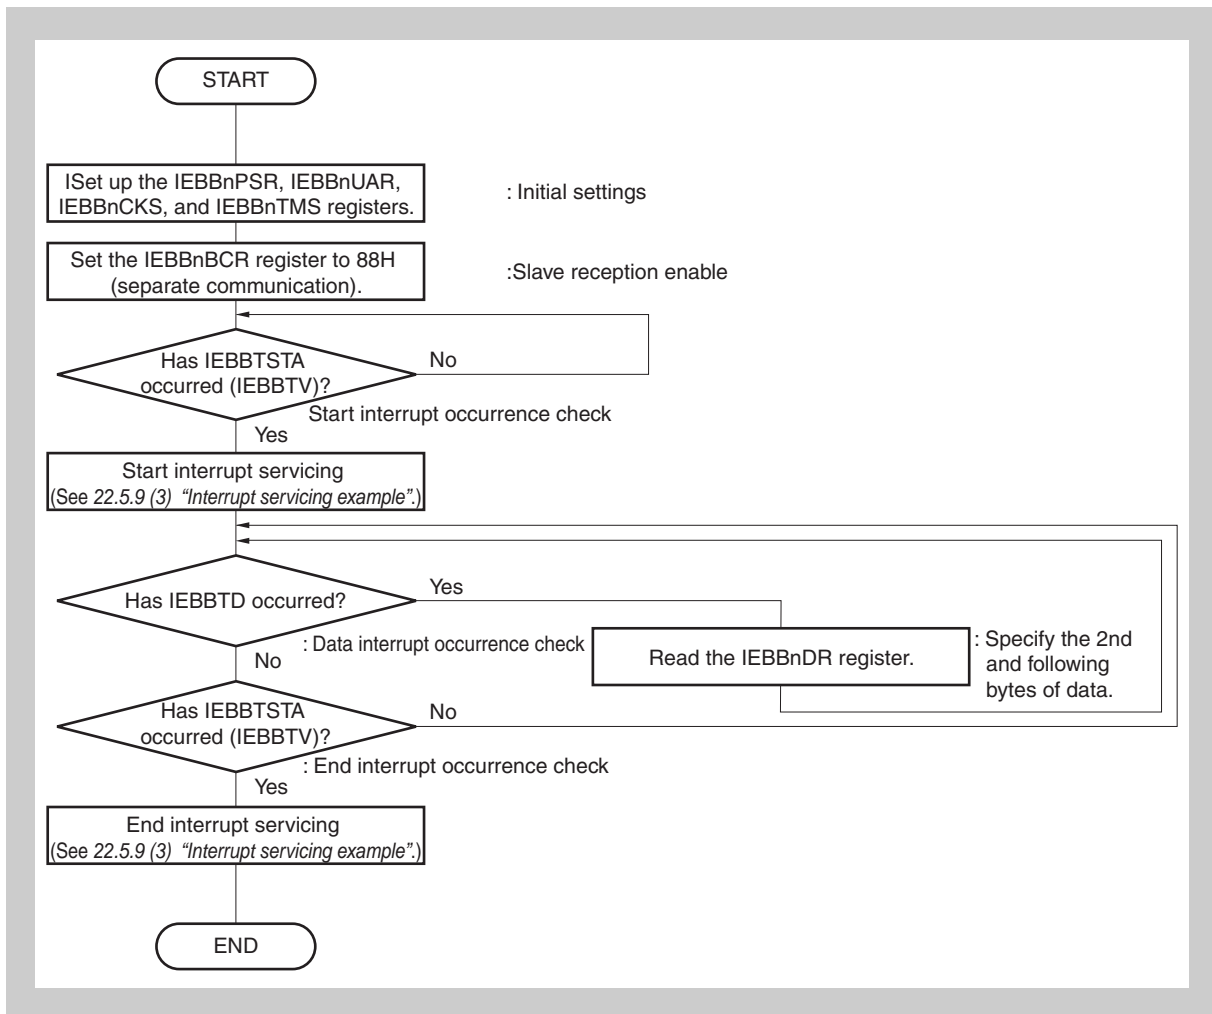 START
ISet up the IEBBnPSR, IEBBnUAR,
IEBBnCKS, and IEBBnTMS registers.
: Initial settings
Set the IEBBnBCR register to 88H
(separate communication).
:Slave reception enable
Has IEBBTSTA
occurred (IEBBTV)?
No
Start interrupt occurrence check
Yes
Start interrupt servicing
(See 22.5.9 (3) “Interrupt servicing example”.)
Has IEBBTD occurred?
Yes
: Data interrupt occurrence check
No
Read the IEBBnDR register.
: Specify the 2nd
and following
bytes of data.
Has IEBBTSTA
occurred (IEBBTV)?
No
: End interrupt occurrence check
Yes
End interrupt servicing
(See 22.5.9 (3) “Interrupt servicing example”.)
END